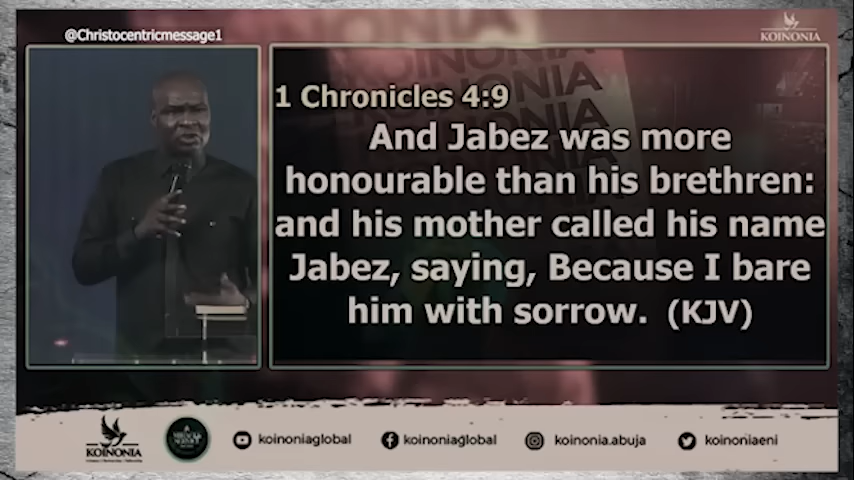 @Christocentricmessage1
KOINONIA
1 Chronicles 4:9
And Jabez was more
honourable than his brethren:
and his mother called his name
Jabez, saying, Because I bare
him with sorrow. (KJV)
KOINONIA
koinoniaglobal
koinoniaglobal
koinonia.abuja
koinoniaeni